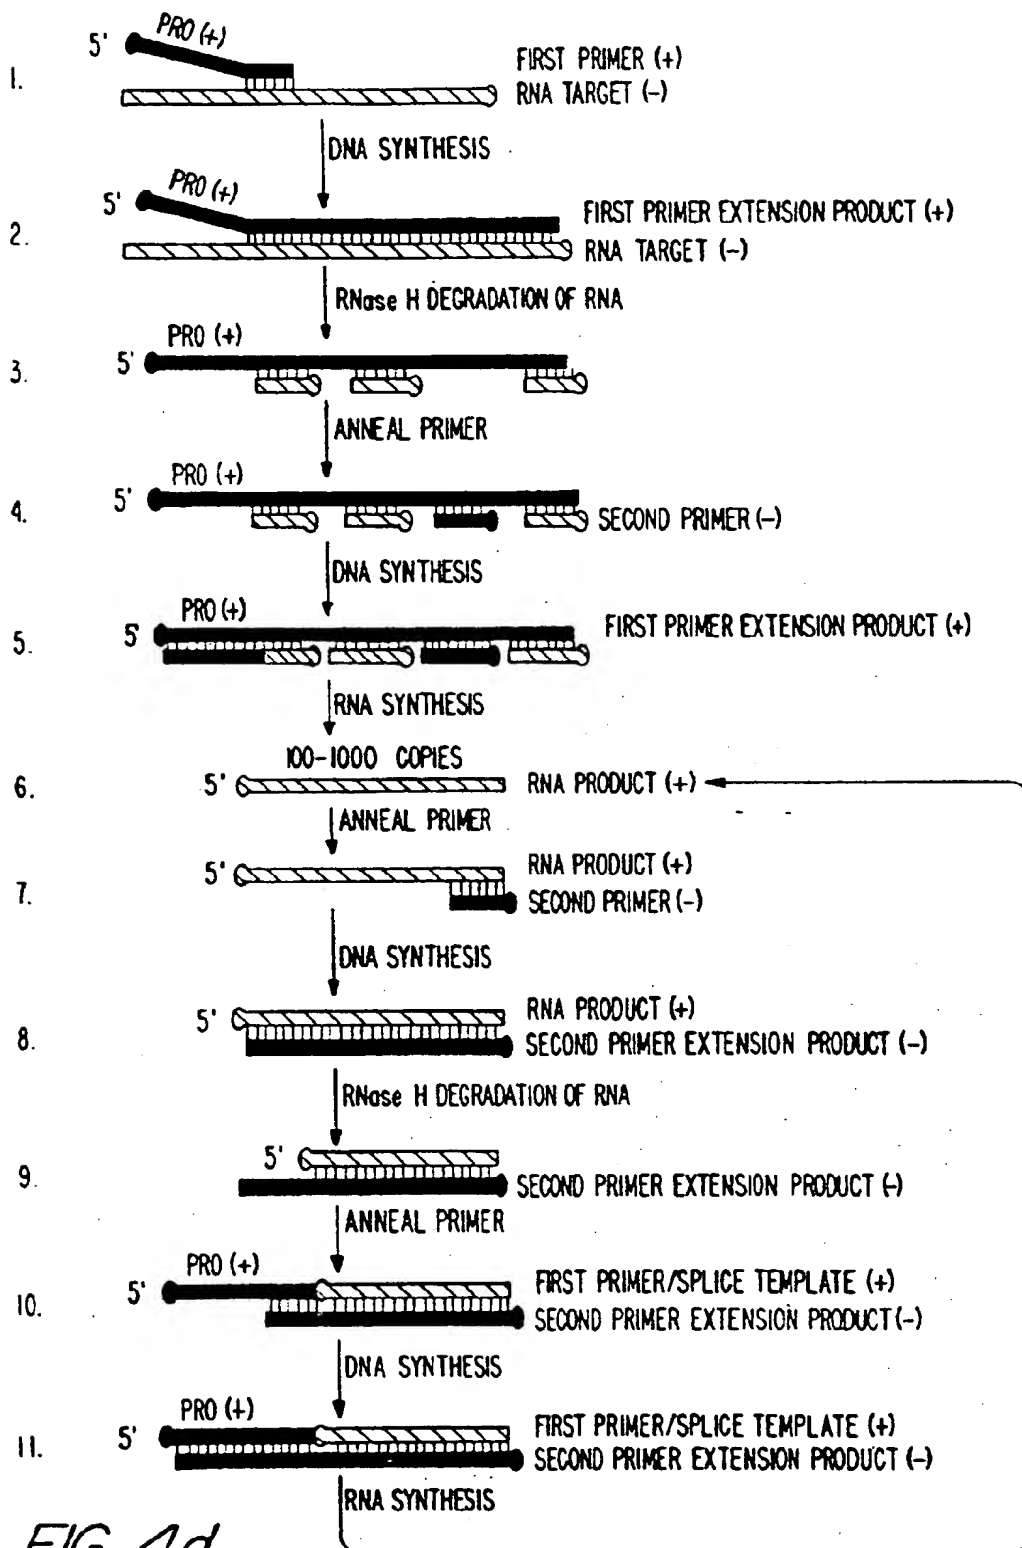 5' PRO (+)
1. FIRST PRIMER (+)
RNA TARGET (-)
DNA SYNTHESIS
5' PRO (+)
2. FIRST PRIMER EXTENSION PRODUCT (+)
RNA TARGET (-)
RNase H DEGRADATION OF RNA
PRO (+)
3. 5'
ANNEAL PRIMER
PRO (+)
5'
4. SECOND PRIMER (-)
DNA SYNTHESIS
PRO (+)
5. 5' FIRST PRIMER EXTENSION PRODUCT (+)
RNA SYNTHESIS
100-1000 COPIES
6. 5' RNA PRODUCT (+)
ANNEAL PRIMER
7. 5' RNA PRODUCT (+)
SECOND PRIMER (-)
DNA SYNTHESIS
5' RNA PRODUCT (+)
8. SECOND PRIMER EXTENSION PRODUCT (-)
RNase H DEGRADATION OF RNA
5'
9. SECOND PRIMER EXTENSION PRODUCT (-)
ANNEAL PRIMER
PRO (+)
5' FIRST PRIMER/SPLICE TEMPLATE (+)
10. SECOND PRIMER EXTENSION PRODUCT (-)
DNA SYNTHESIS
PRO (+)
5' FIRST PRIMER/SPLICE TEMPLATE (+)
11. SECOND PRIMER EXTENSION PRODUCT (-)
RNA SYNTHESIS
FIG. 4d